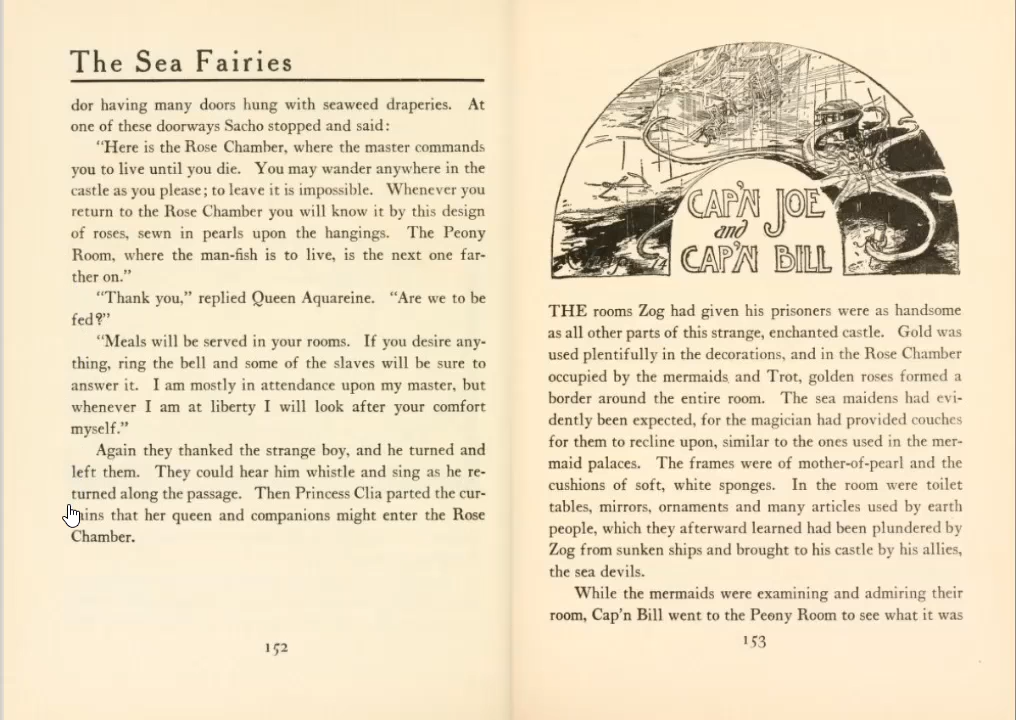 The Sea Fairies
dor having many doors hung with seaweed draperies. At
one of these doorways Sacho stopped and said:
"Here is the Rose Chamber, where the master commands
you to live until you die. You may wander anywhere in the
castle as you please; to leave it is impossible. Whenever you
return to the Rose Chamber you will know it by this design
of roses, sewn in pearls upon the hangings. The Peony
Room, where the man-fish is to live, is the next one far-
ther on."
"Thank you," replied Queen Aquareine. "Are we to be
fed?"
"Meals will be served in your rooms. If you desire any-
thing, ring the bell and some of the slaves will be sure to
answer it. I am mostly in attendance upon my master, but
whenever I am at liberty I will look after your comfort
myself."
Again they thanked the strange boy, and he turned and
left them. They could hear him whistle and sing as he re-
turned along the passage. Then Princess Clia parted the cur-
tains that her queen and companions might enter the Rose
Chamber.
152
CAP'N JOE
and
CAP'N BILL
THE rooms Zog had given his prisoners were as handsome
as all other parts of this strange, enchanted castle. Gold was
used plentifully in the decorations, and in the Rose Chamber
occupied by the mermaids and Trot, golden roses formed a
border around the entire room. The sea maidens had evi-
dently been expected, for the magician had provided couches
for them to recline upon, similar to the ones used in the mer-
maid palaces. The frames were of mother-of-pearl and the
cushions of soft, white sponges. In the room were toilet
tables, mirrors, ornaments and many articles used by earth
people, which they afterward learned had been plundered by
Zog from sunken ships and brought to his castle by his allies,
the sea devils.
While the mermaids were examining and admiring their
room, Cap'n Bill went to the Peony Room to see what it was
153